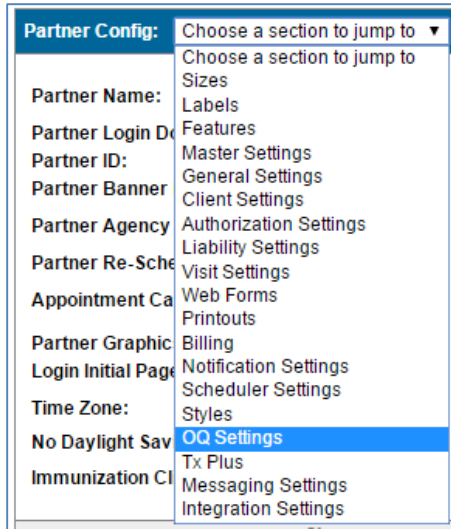 Partner Config: Choose a section to jump to
Choose a section to jump to
Sizes
Labels
Features
Master Settings
General Settings
Client Settings
Authorization Settings
Liability Settings
Visit Settings
Web Forms
Printouts
Billing
Notification Settings
Scheduler Settings
Styles
OQ Settings
Tx Plus
Messaging Settings
Integration Settings
Partner Name:
Partner Login Do
Partner ID:
Partner Banner
Partner Agency
Partner Re-Sche
Appointment Ca
Partner Graphic
Login Initial Page
Time Zone:
No Daylight Sav
Immunization Cl